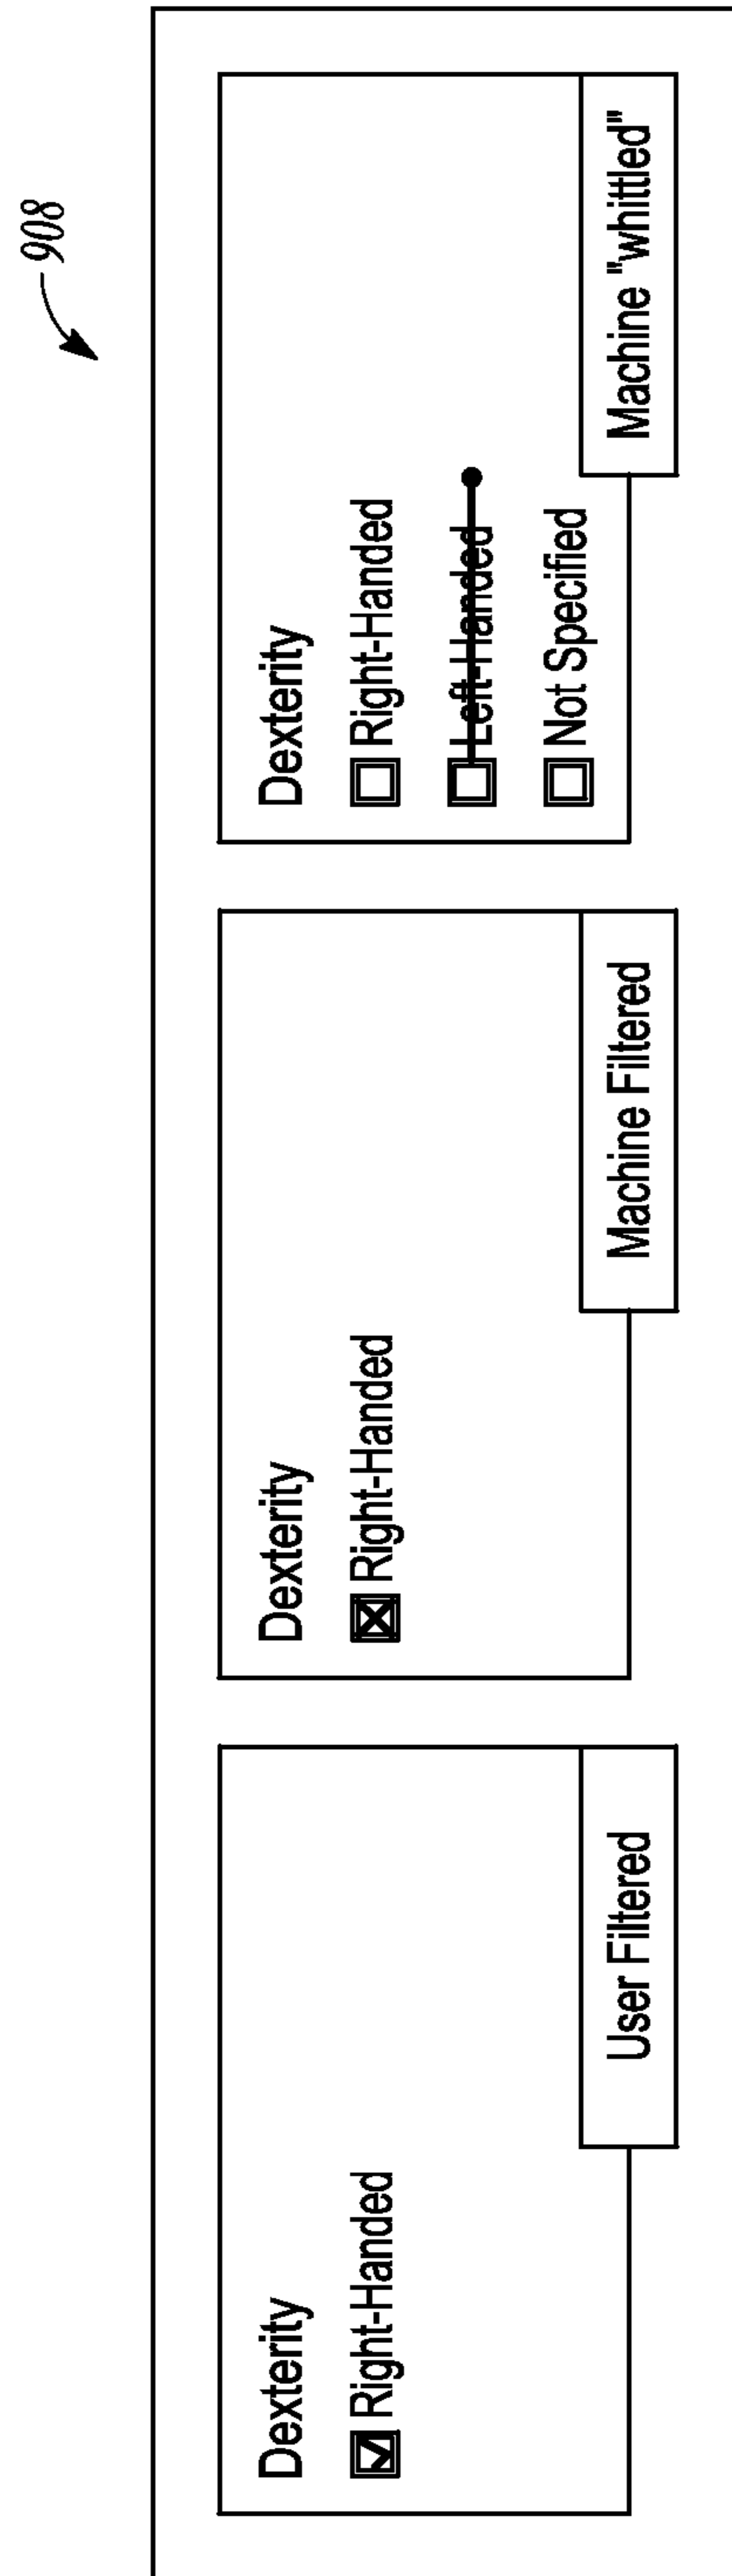 908
Dexterity
Right-Handed
User Filtered
Dexterity
Right-Handed
Machine Filtered
Dexterity
Right-Handed
Left-Handed
Not Specified
Machine "whittled"